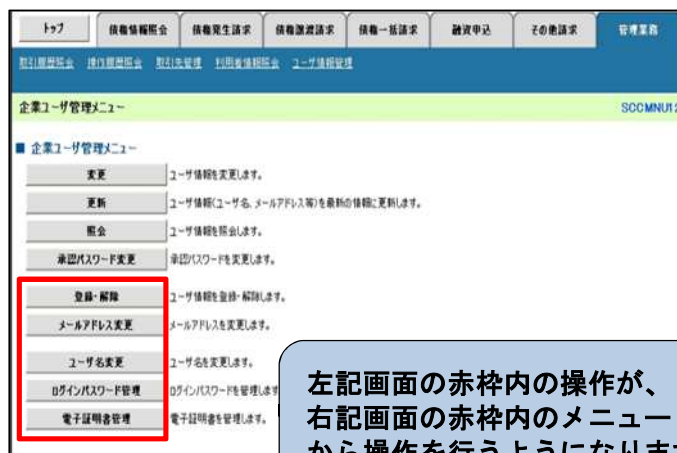 トップ 債権情報照会 債権発生請求 債権譲渡請求 債権一括請求 融資申込 その他請求 管理業務
取引履歴照会 操作履歴照会 取引先管理 利用者情報照会 ユーザ情報管理
企業ユーザ管理メニュー SCCMNU12
■ 企業ユーザ管理メニュー
変更 ユーザ情報を変更します。
更新 ユーザ情報(ユーザ名、メールアドレス等)を最新の情報に更新します。
照会 ユーザ情報を照会します。
承認パスワード変更 承認パスワードを変更します。
登録・解除 ユーザ情報を登録・解除します。
メールアドレス変更 メールアドレスを変更します。
ユーザ名変更 ユーザ名を変更します。
ログインパスワード管理 ログインパスワードを管理します
電子証明書管理 電子証明書を管理します。
左記画面の赤枠内の操作が、
右記画面の赤枠内のメニュー
から操作を行うようになります